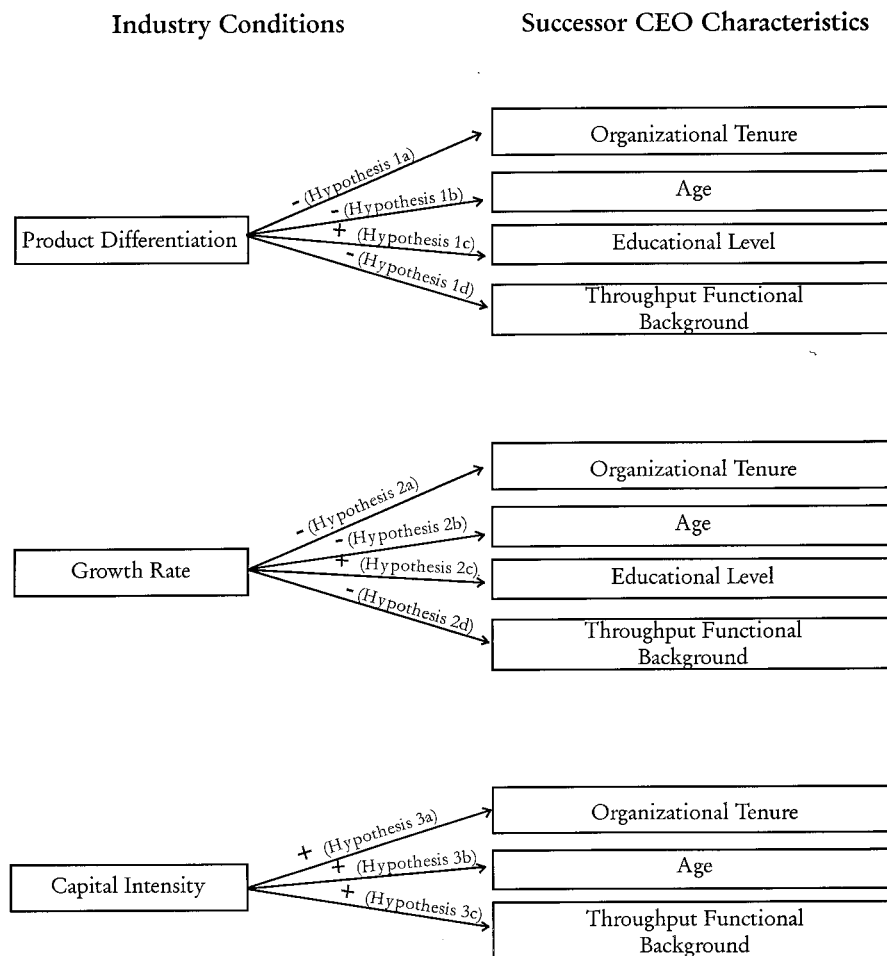 Industry Conditions
Successor CEO Characteristics
Organizational Tenure
- (Hypothesis 1a)
Age
- (Hypothesis 1b)
Product Differentiation
+ (Hypothesis 1c)
Educational Level
- (Hypothesis 1d)
Throughput Functional
Background
Organizational Tenure
- (Hypothesis 2a)
Age
- (Hypothesis 2b)
Growth Rate
+ (Hypothesis 2c)
Educational Level
- (Hypothesis 2d)
Throughput Functional
Background
Organizational Tenure
+ (Hypothesis 3a)
Age
+ (Hypothesis 3b)
Capital Intensity
+ (Hypothesis 3c)
Throughput Functional
Background